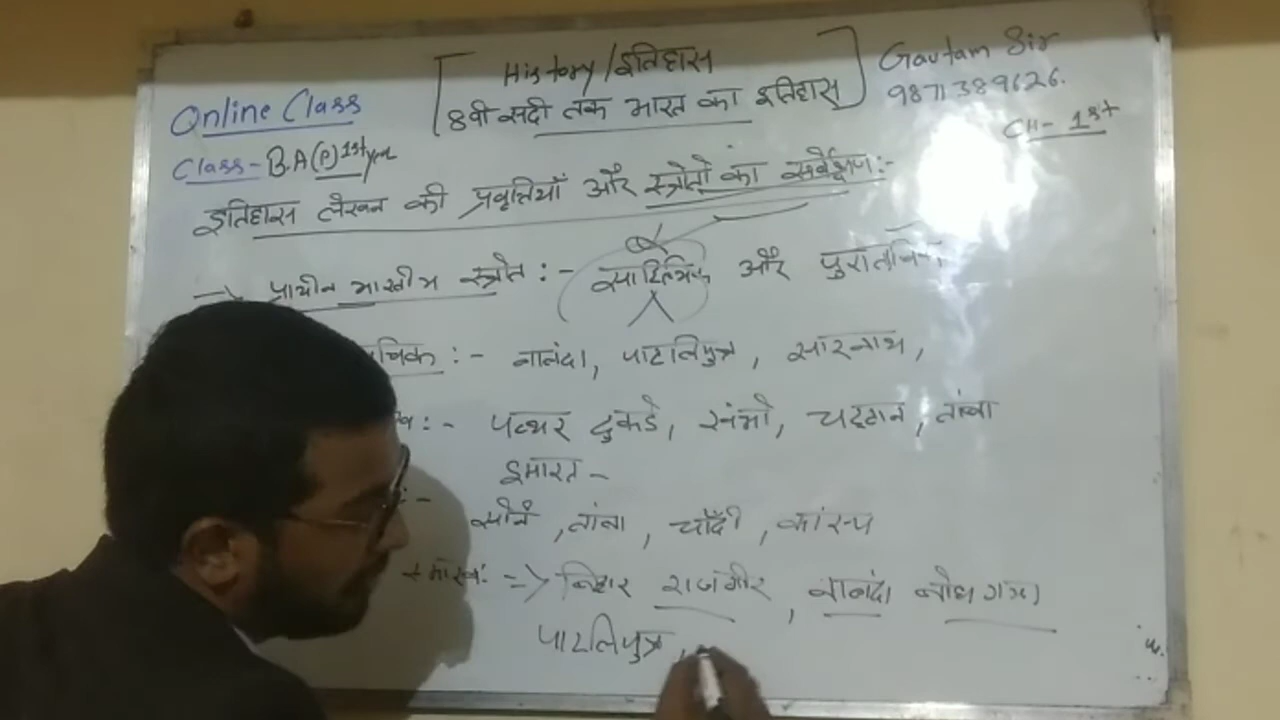 History/इतिहास
8वी सदी तक भारत का इतिहास
Gautam Sir
9871389626.
Online Class
CH- 1st
Class- B.A(P) 1st year
इतिहास लेखन की प्रवृत्तियाँ और स्त्रोतों का सर्वेक्षण:-
→ प्राचीन भारतीय स्त्रोत :- साहित्यिक और पुरातात्विक
:- नालंदा, पाटलिपुत्र, सारनाथ,
:- पत्थर टुकडे, खंभो, चट्टान, तांबा
इमारत -
:- सोने, तांबा, चाँदी, कांस्य
स्मारक: => बिहार राजगीर, नालंदा बोधगया
पाटलिपुत्र,